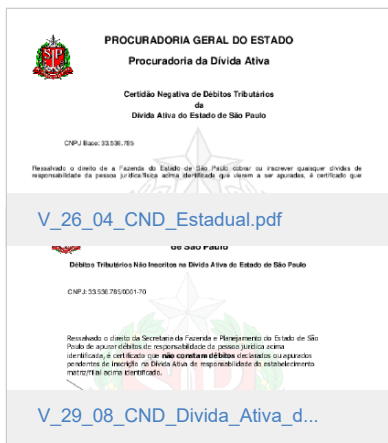 PROCURADORIA GERAL DO ESTADO
Procuradoria da Dívida Ativa
Certidão Negativa de Débitos Tributários
da
Dívida Ativa do Estado de São Paulo
CNPJ Base: 33.536.785
Ressalvado o direito de a Fazenda do Estado de São Paulo cobrar ou inscrever quaisquer dívidas de
responsabilidade da pessoa jurídica/física acima identificada que vierem a ser apuradas, é certificado que
V_26_04_CND_Estadual.pdf
de São Paulo
Débitos Tributários Não Inscritos na Dívida Ativa do Estado de São Paulo
CNPJ: 33.536.785/0001-70
Ressalvado o direito da Secretaria da Fazenda e Planejamento do Estado de São
Paulo de apurar débitos de responsabilidade da pessoa jurídica acima
identificada, é certificado que não constam débitos declarados ou apurados
pendentes de inscrição na Dívida Ativa de responsabilidade do estabelecimento
matriz/filial acima identificado.
V_29_08_CND_Divida_Ativa_d...